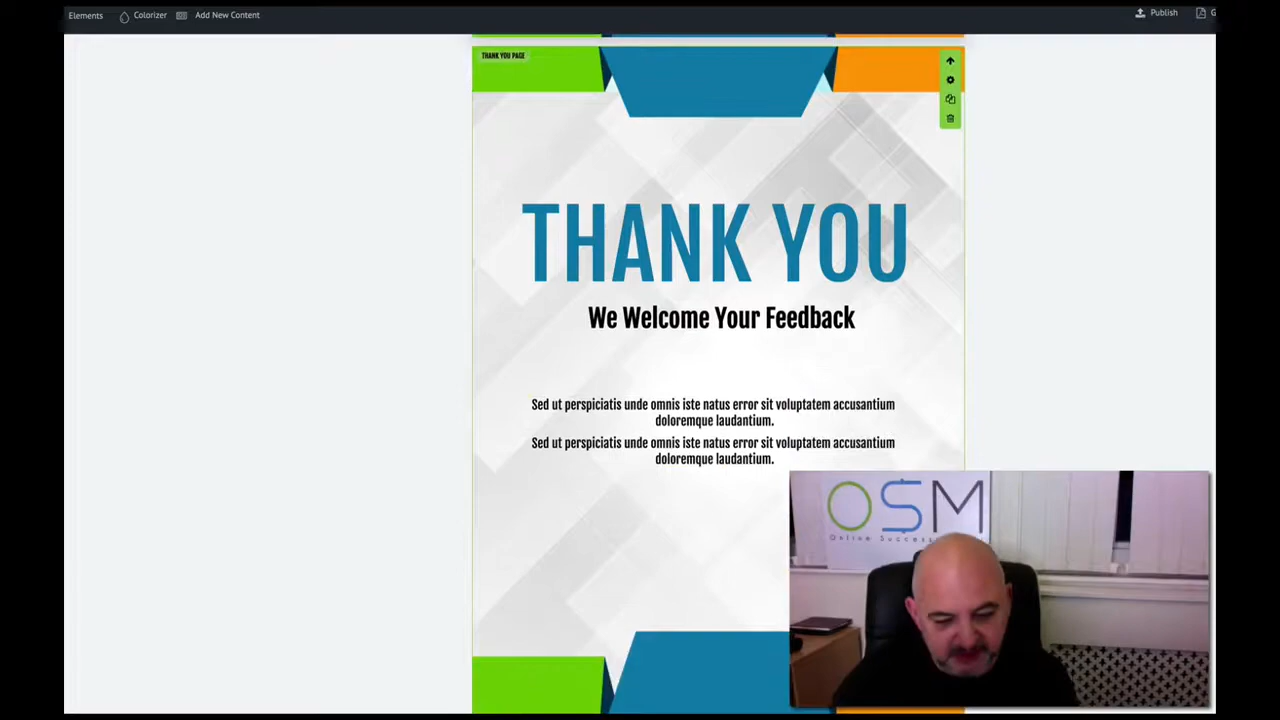 Elements
Colorizer
Add New Content
Publish
G
THANK YOU PAGE
THANK YOU
We Welcome Your Feedback
Sed ut perspiciatis unde omnis iste natus error sit voluptatem accusantium
doloremque laudantium.
Sed ut perspiciatis unde omnis iste natus error sit voluptatem accusantium
doloremque laudantium.
OSM
Online Success